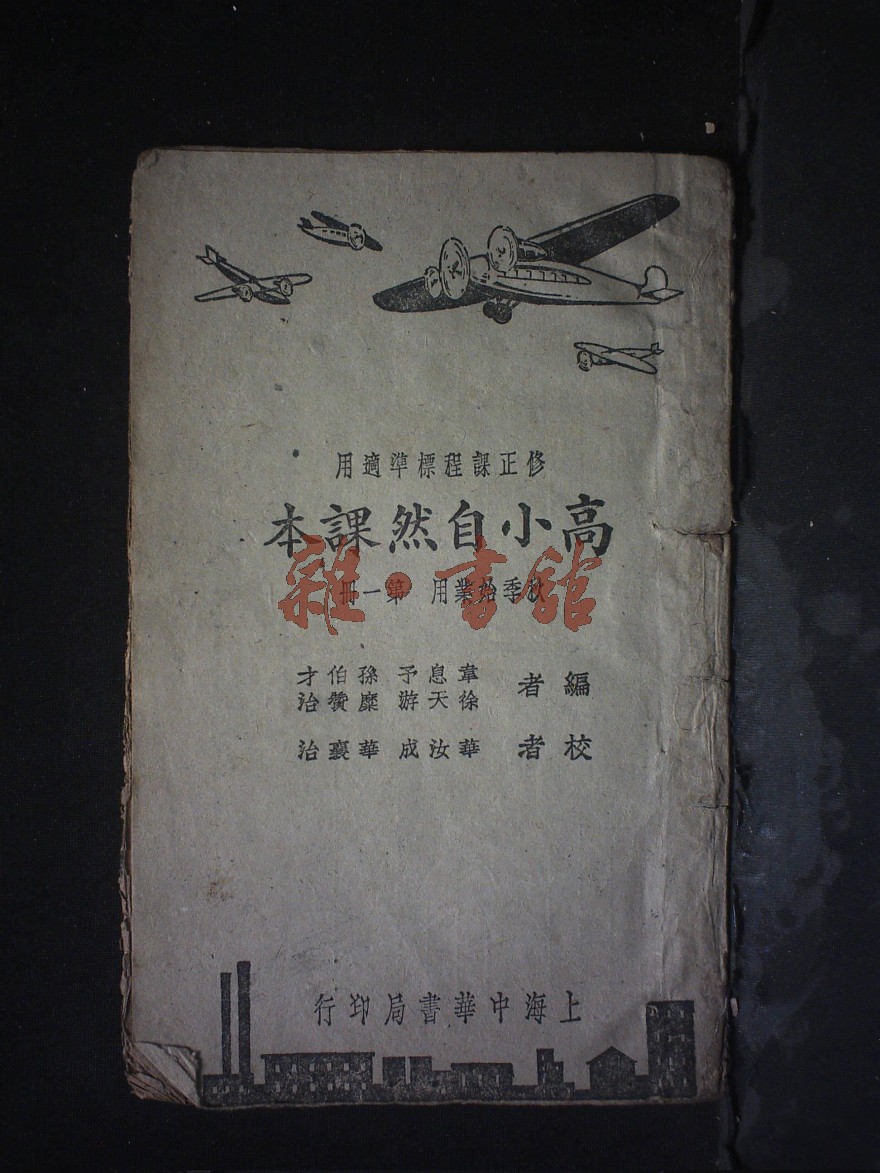 修正課程標準適用
高小自然課本
秋季始業用 第一冊
編者 韋息予 孫伯才
徐天游 糜贊治
校者 華汝成 華襄治
上海中華書局印行
雜·書館